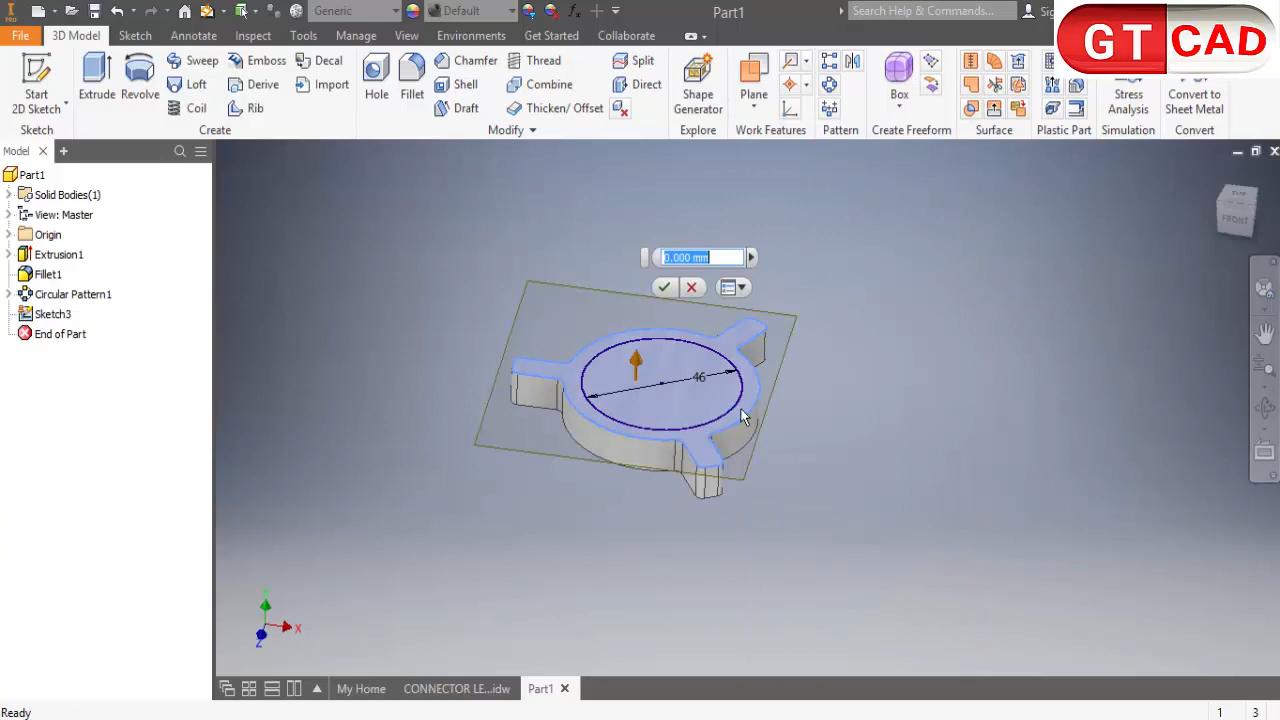 PRO
Generic
Default
Part1
Search Help & Commands...
GT CAD
File
3D Model
Sketch
Annotate
Inspect
Tools
Manage
View
Environments
Get Started
Collaborate
Start
2D Sketch
Extrude
Revolve
Sweep
Loft
Coil
Emboss
Derive
Rib
Decal
Import
Hole
Fillet
Chamfer
Shell
Draft
Thread
Combine
Thicken/ Offset
Split
Direct
Shape
Generator
Plane
Box
Stress
Analysis
Convert to
Sheet Metal
Sketch
Create
Modify
Explore
Work Features
Pattern
Create Freeform
Surface
Plastic Part
Simulation
Convert
Model
Part1
Solid Bodies(1)
View: Master
Origin
Extrusion1
Fillet1
Circular Pattern1
Sketch3
End of Part
0.000 mm
46
TOP
FRONT
X
Z
My Home
CONNECTOR LE...idw
Part1
Ready
1
3